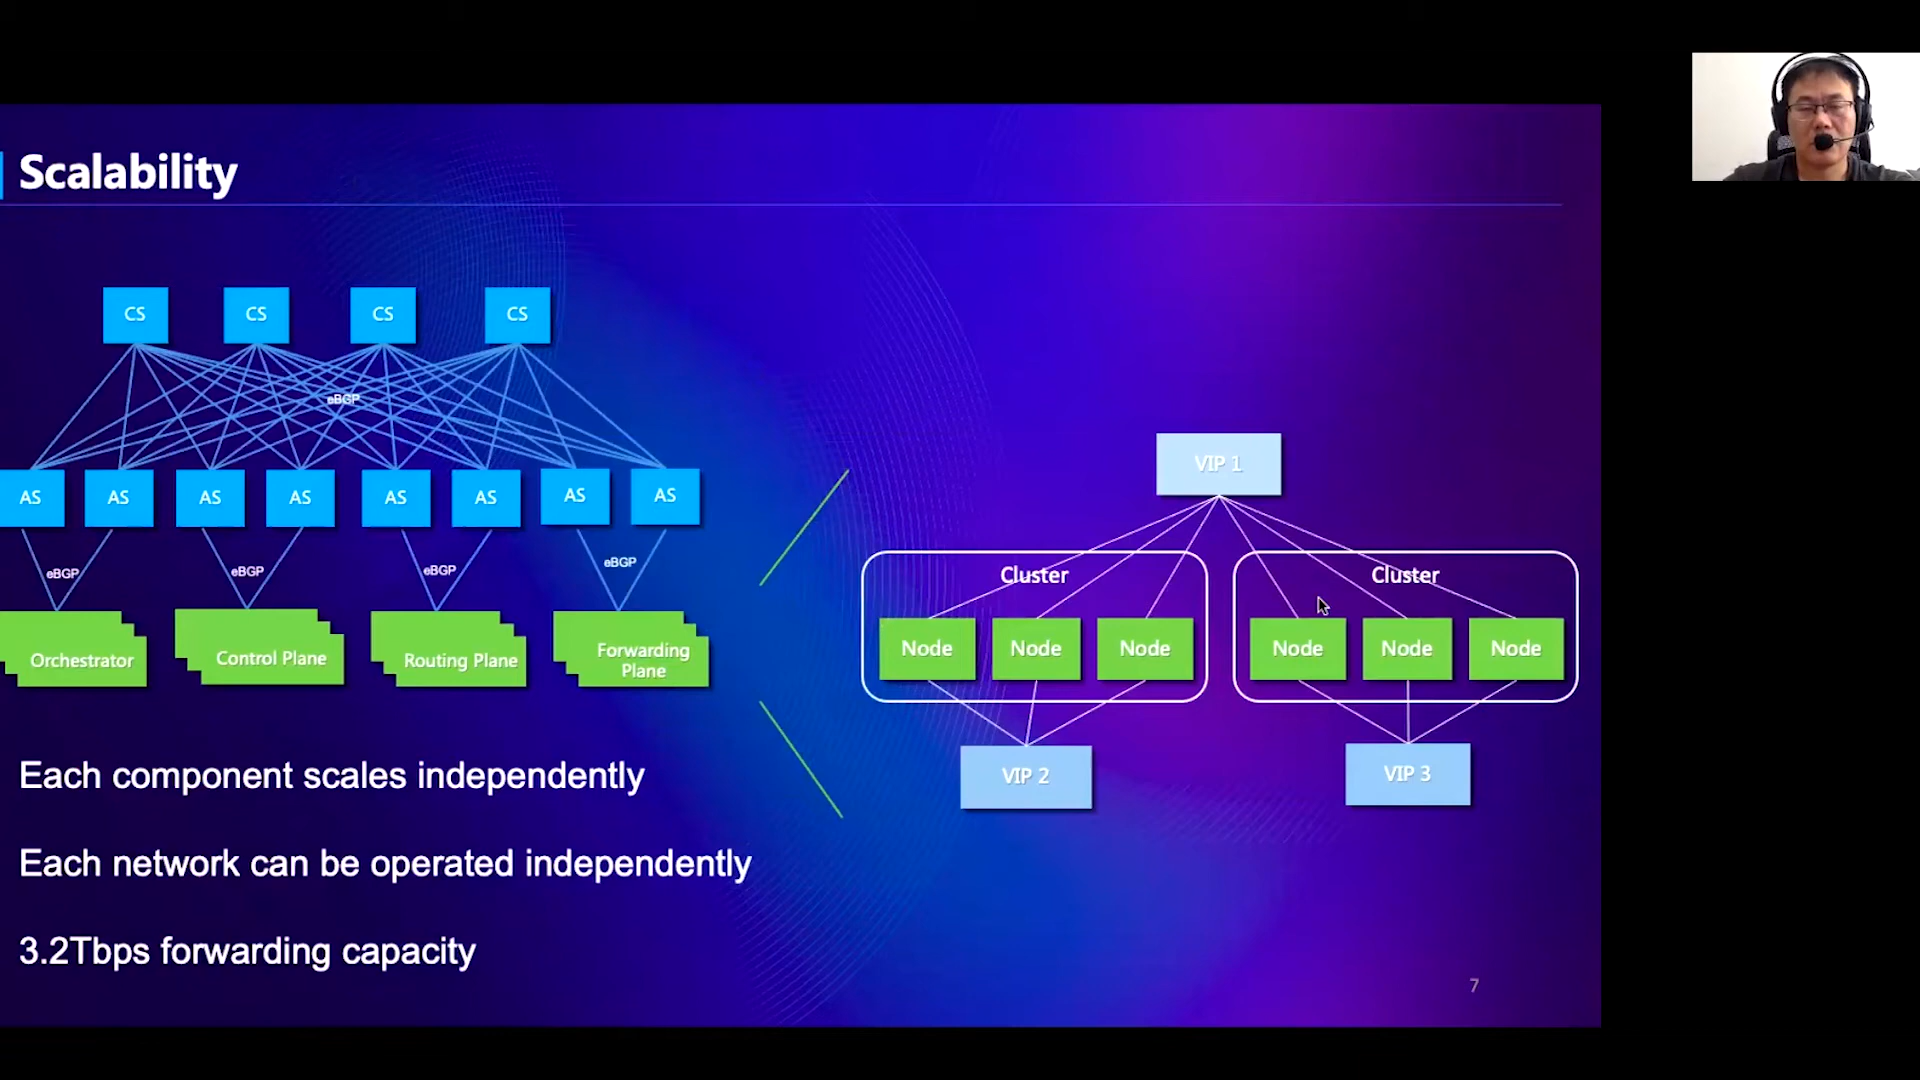 Scalability
CS CS CS CS
eBGP
AS AS AS AS AS AS AS AS
eBGP eBGP eBGP eBGP
Orchestrator Control Plane Routing Plane Forwarding
Plane
VIP 1
Cluster Cluster
Node Node Node Node Node Node
VIP 2 VIP 3
Each component scales independently
Each network can be operated independently
3.2Tbps forwarding capacity
7